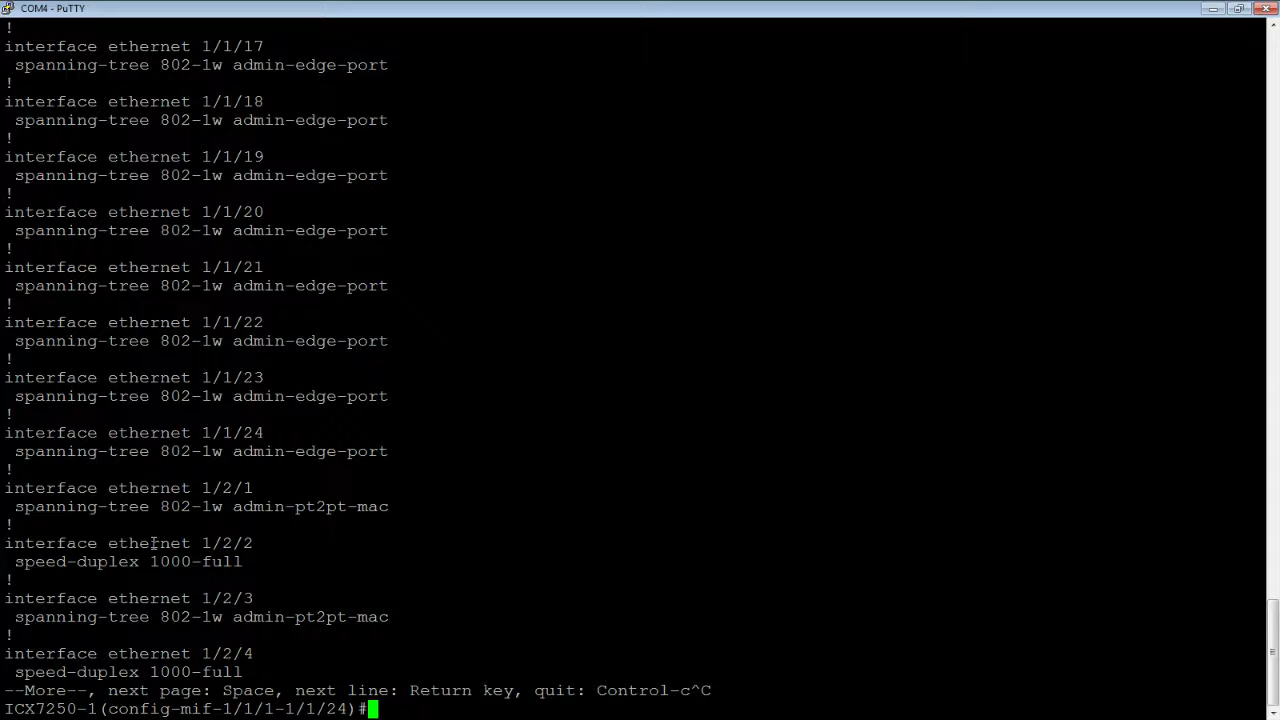 COM4 - PuTTY
!
interface ethernet 1/1/17
 spanning-tree 802-1w admin-edge-port
!
interface ethernet 1/1/18
 spanning-tree 802-1w admin-edge-port
!
interface ethernet 1/1/19
 spanning-tree 802-1w admin-edge-port
!
interface ethernet 1/1/20
 spanning-tree 802-1w admin-edge-port
!
interface ethernet 1/1/21
 spanning-tree 802-1w admin-edge-port
!
interface ethernet 1/1/22
 spanning-tree 802-1w admin-edge-port
!
interface ethernet 1/1/23
 spanning-tree 802-1w admin-edge-port
!
interface ethernet 1/1/24
 spanning-tree 802-1w admin-edge-port
!
interface ethernet 1/2/1
 spanning-tree 802-1w admin-pt2pt-mac
!
interface ethernet 1/2/2
 speed-duplex 1000-full
!
interface ethernet 1/2/3
 spanning-tree 802-1w admin-pt2pt-mac
!
interface ethernet 1/2/4
 speed-duplex 1000-full
--More--, next page: Space, next line: Return key, quit: Control-c^C
ICX7250-1(config-mif-1/1/1-1/1/24)#